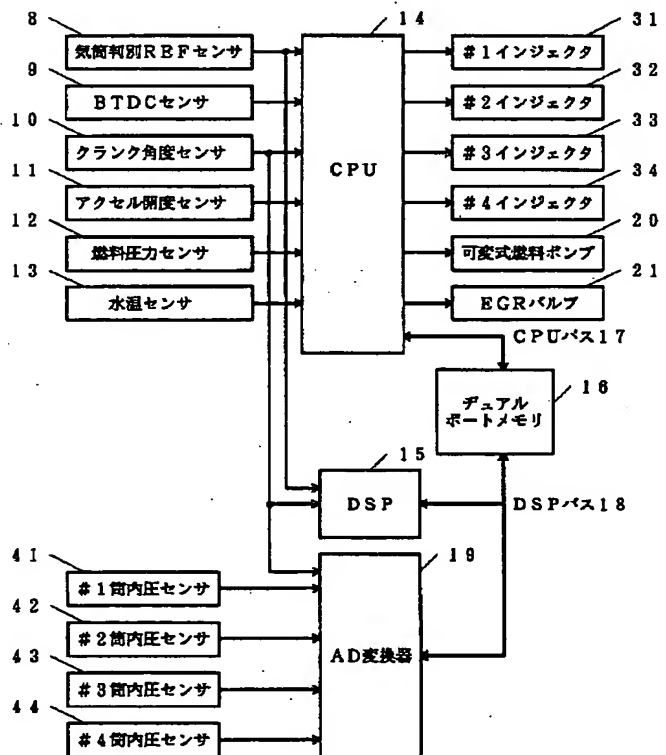 8
気筒判別REFセンサ
9
BTDCセンサ
10
クランク角度センサ
11
アクセル開度センサ
12
燃料圧力センサ
13
水温センサ
14
CPU
31
#1インジェクタ
32
#2インジェクタ
33
#3インジェクタ
34
#4インジェクタ
20
可変式燃料ポンプ
21
EGRバルブ
CPUバス17
16
デュアル
ポートメモリ
15
DSP
DSPバス18
41
#1筒内圧センサ
42
#2筒内圧センサ
43
#3筒内圧センサ
44
#4筒内圧センサ
19
AD変換器